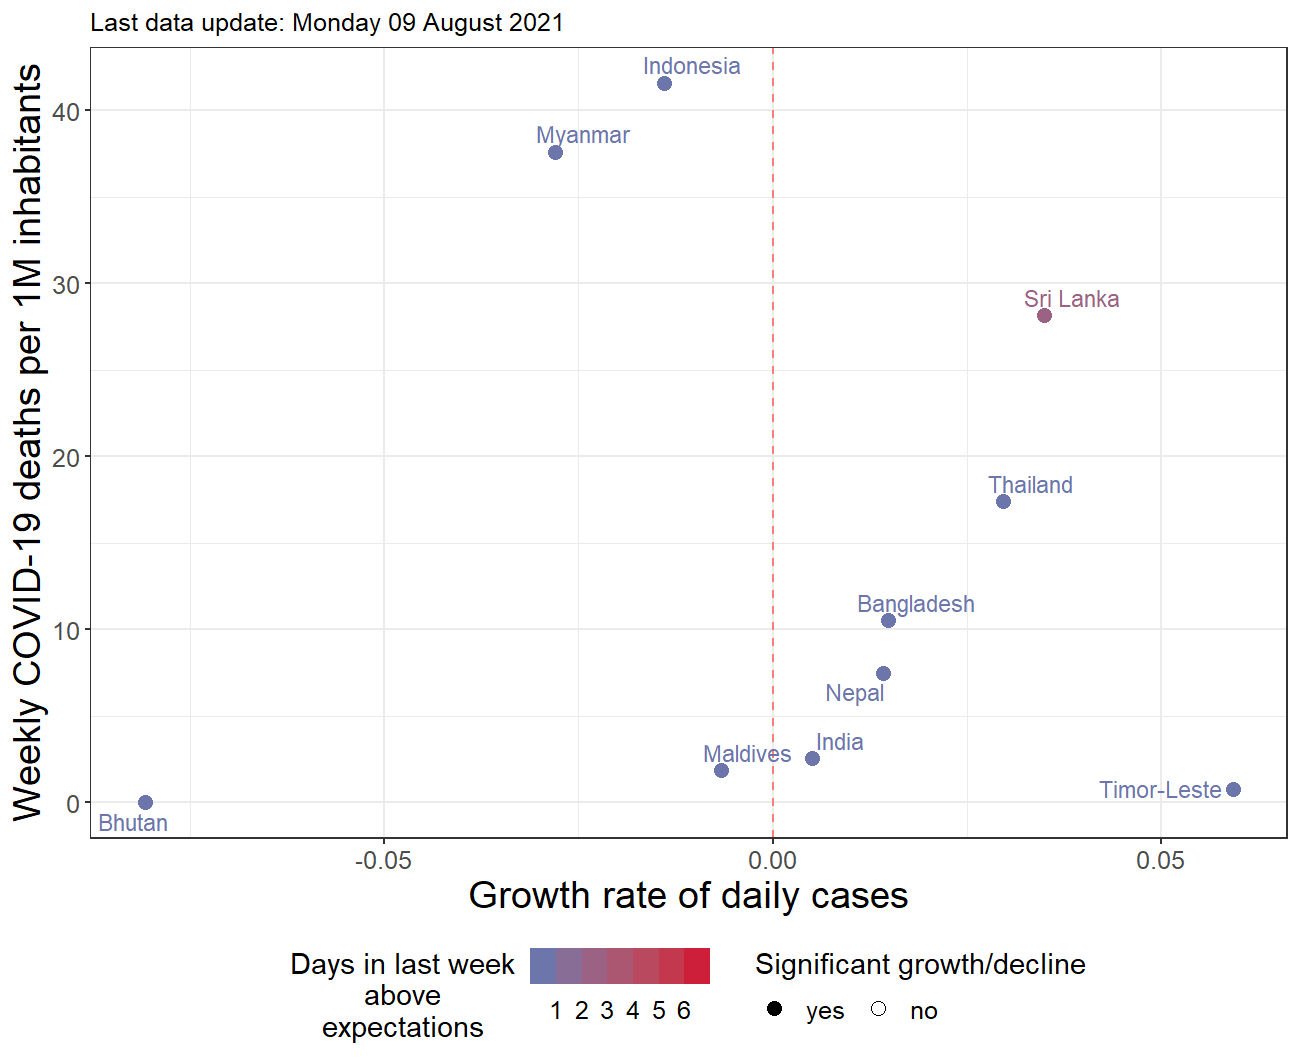 Last data update: Monday 09 August 2021
Weekly COVID-19 deaths per 1M inhabitants
40
30
20
10
0
Indonesia
Myanmar
Sri Lanka
Thailand
Bangladesh
Nepal
India
Maldives
Timor-Leste
Bhutan
-0.05
0.00
0.05
Growth rate of daily cases
Days in last week
above
expectations
1 2 3 4 5 6
Significant growth/decline
yes
no